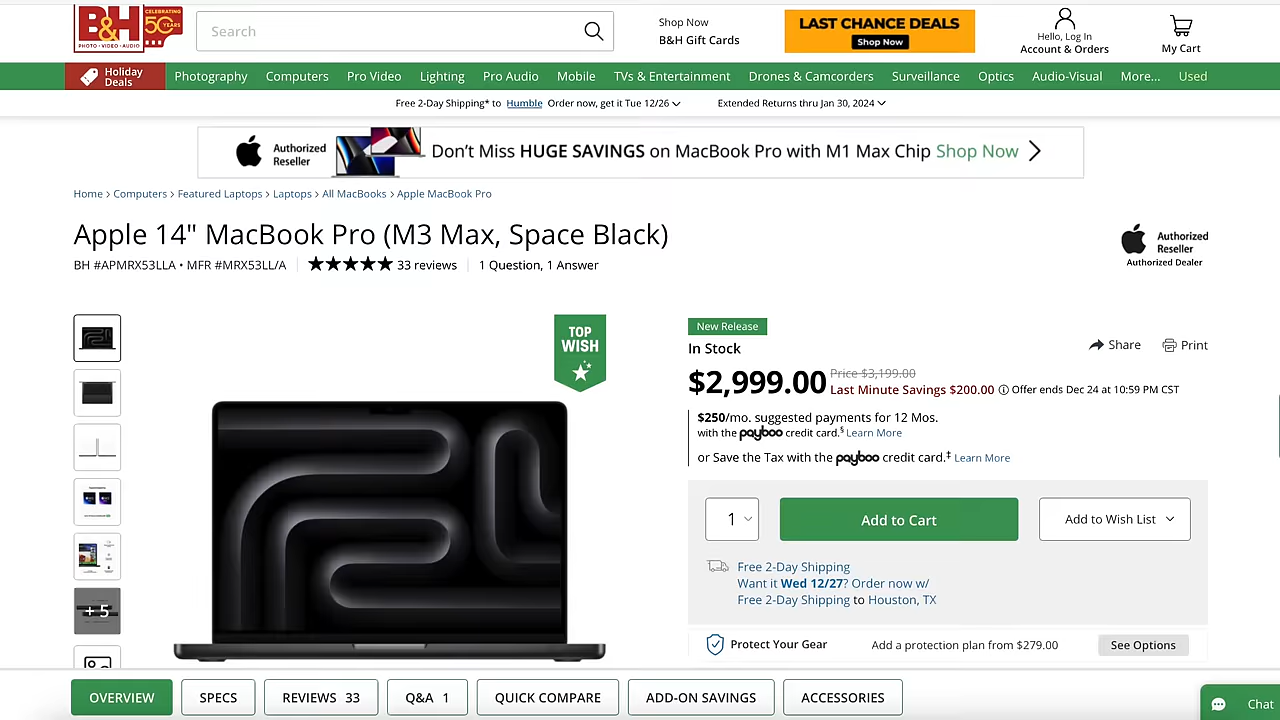 B&H
PHOTO • VIDEO • AUDIO
CELEBRATING
50
YEARS
Search
Shop Now
B&H Gift Cards
LAST CHANCE DEALS
Shop Now
Hello, Log In
Account & Orders
My Cart
Holiday
Deals
Photography Computers Pro Video Lighting Pro Audio Mobile TVs & Entertainment Drones & Camcorders Surveillance Optics Audio-Visual More... Used
Free 2-Day Shipping* to Humble Order now, get it Tue 12/26
Extended Returns thru Jan 30, 2024
Authorized
Reseller
Don’t Miss HUGE SAVINGS on MacBook Pro with M1 Max Chip Shop Now
Home > Computers > Featured Laptops > Laptops > All MacBooks > Apple MacBook Pro
Apple 14" MacBook Pro (M3 Max, Space Black)
BH #APMRX53LLA • MFR #MRX53LL/A 33 reviews 1 Question, 1 Answer
Authorized
Reseller
Authorized Dealer
TOP
WISH
+ 5
New Release
In Stock
Share
Print
$2,999.00
Price $3,199.00
Last Minute Savings $200.00 Offer ends Dec 24 at 10:59 PM CST
$250/mo. suggested payments for 12 Mos.
with the payboo credit card.§ Learn More
or Save the Tax with the payboo credit card.‡ Learn More
1
Add to Cart
Add to Wish List
Free 2-Day Shipping
Want it Wed 12/27? Order now w/
Free 2-Day Shipping to Houston, TX
Protect Your Gear
Add a protection plan from $279.00
See Options
OVERVIEW
SPECS
REVIEWS 33
Q&A 1
QUICK COMPARE
ADD-ON SAVINGS
ACCESSORIES
Chat